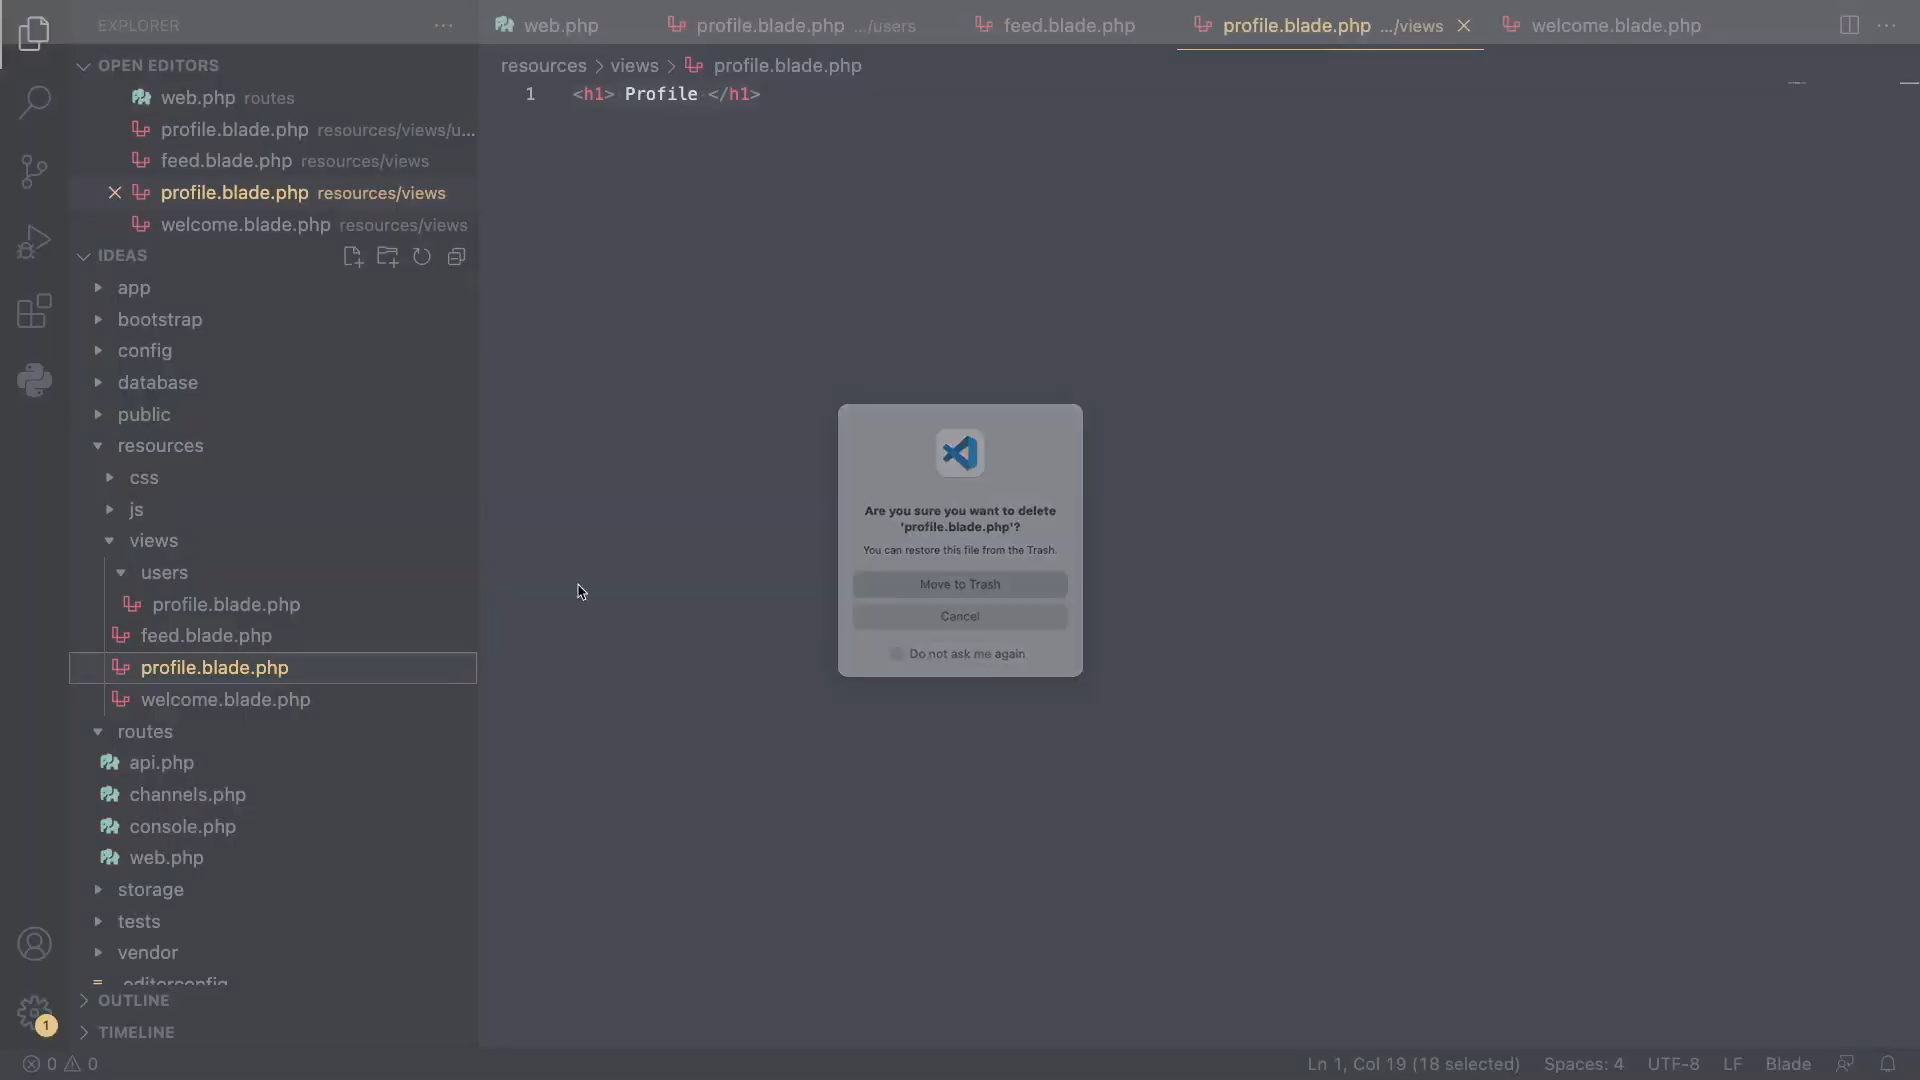 EXPLORER
web.php
profile.blade.php .../users
feed.blade.php
profile.blade.php .../views
welcome.blade.php
OPEN EDITORS
web.php routes
profile.blade.php resources/views/u...
feed.blade.php resources/views
profile.blade.php resources/views
welcome.blade.php resources/views
IDEAS
app
bootstrap
config
database
public
resources
css
js
views
users
profile.blade.php
feed.blade.php
profile.blade.php
welcome.blade.php
routes
api.php
channels.php
console.php
web.php
storage
tests
vendor
.editorconfig
OUTLINE
TIMELINE
1
resources > views > profile.blade.php
1 <h1> Profile </h1>
Are you sure you want to delete
'profile.blade.php'?
You can restore this file from the Trash.
Move to Trash
Cancel
Do not ask me again
0 0
Ln 1, Col 19 (18 selected)
Spaces: 4
UTF-8
LF
Blade